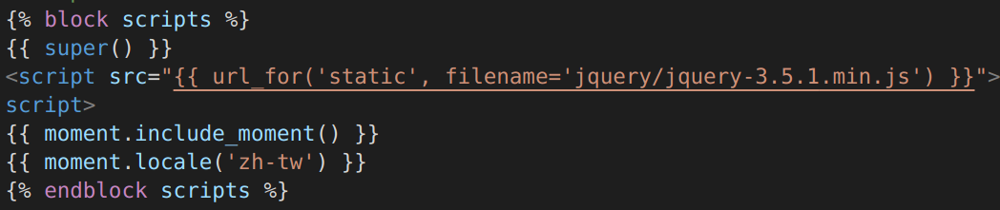 {% block scripts %}
{{ super() }}
<script src="{{ url_for('static', filename='jquery/jquery-3.5.1.min.js') }}">
script>
{{ moment.include_moment() }}
{{ moment.locale('zh-tw') }}
{% endblock scripts %}